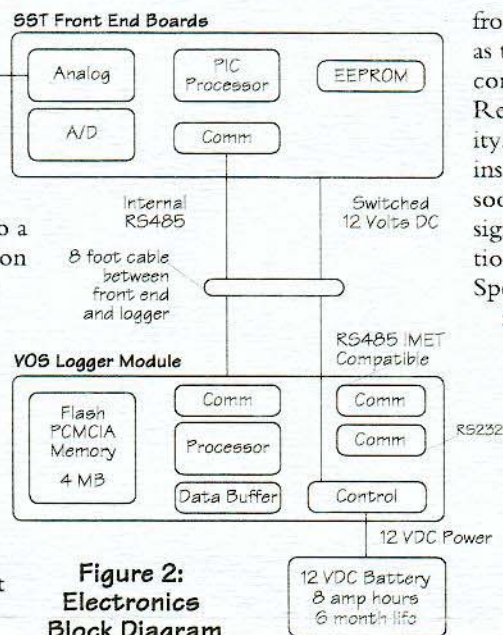 SST Front End Boards
Analog
A/D
PIC
Processor
EEPROM
Comm
Internal
RS485
Switched
12 Volts DC
8 foot cable
between
front end
and logger
VOS Logger Module
RS485 IMET
Compatible
Flash
PCMCIA
Memory
4 MB
Comm
Processor
Data Buffer
Comm
Comm
RS232
Control
12 VDC Power
12 VDC Battery
8 amp hours
6 month life
Figure 2:
Electronics
Block Diagram
o a
on
t
fro
as t
con
Re
ity.
ins
soc
sig
tio
Spe